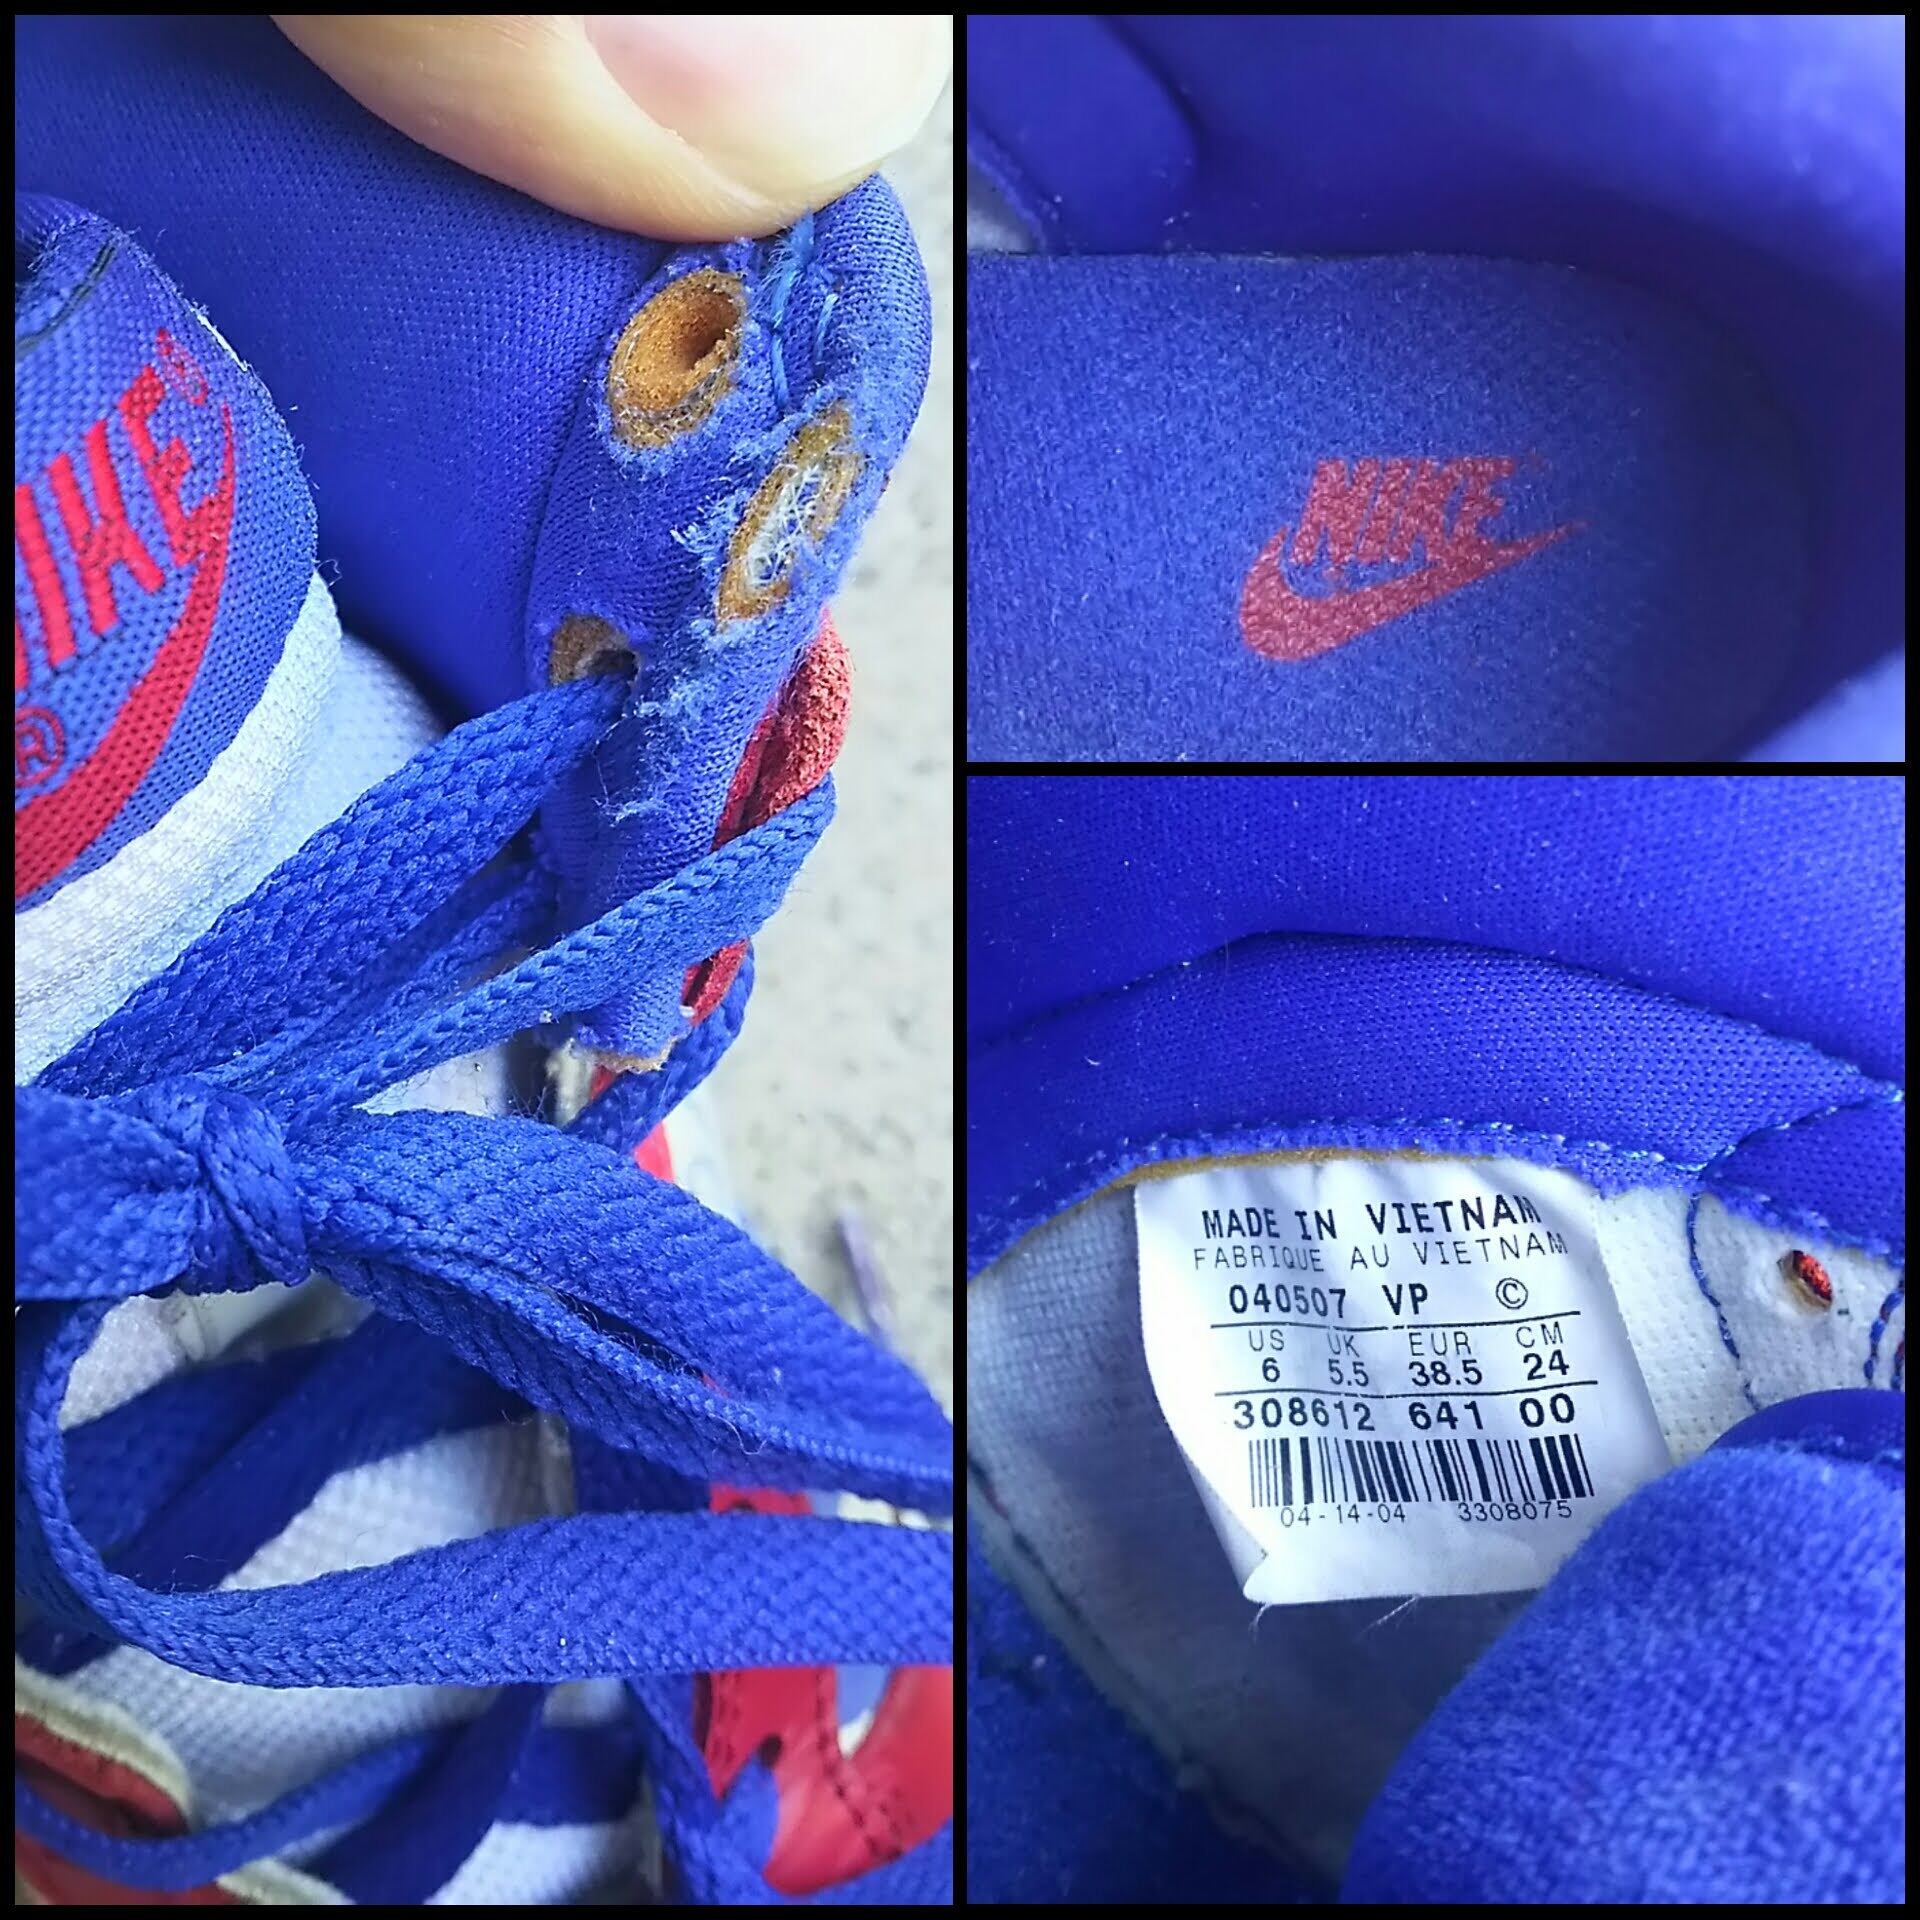 NIKE®
®
NIKE
MADE IN VIETNAM
FABRIQUE AU VIETNAM
040507 VP ©
US UK EUR CM
6 5.5 38.5 24
308612 641 00
04-14-04 3308075